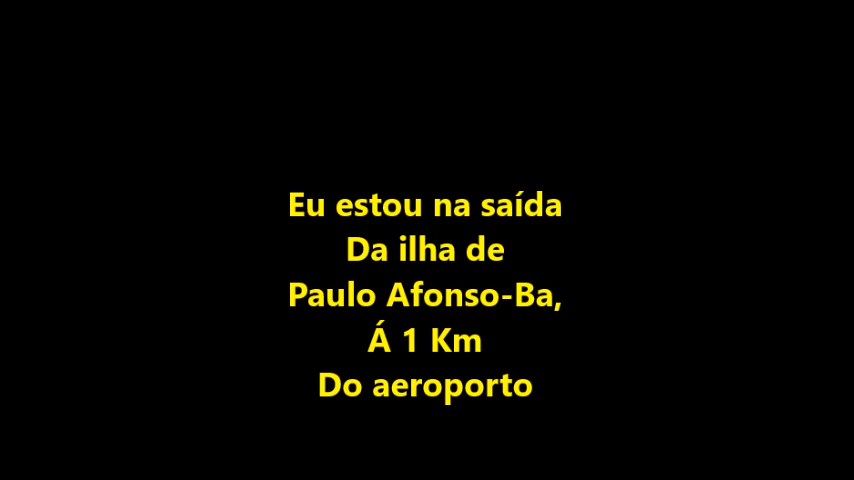 Eu estou na saída
Da ilha de
Paulo Afonso-Ba,
Á 1 Km
Do aeroporto